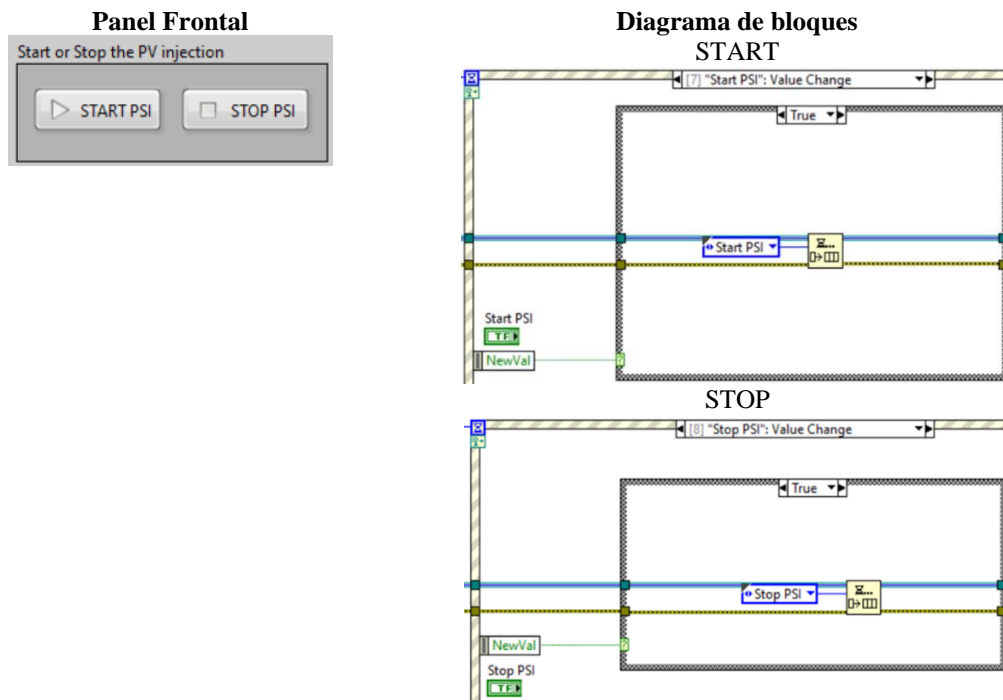 Panel Frontal
Start or Stop the PV injection
START PSI
STOP PSI
Diagrama de bloques
START
[7] "Start PSI": Value Change
True
Start PSI
Start PSI
TF
NewVal
?
STOP
[8] "Stop PSI": Value Change
True
Stop PSI
NewVal
?
Stop PSI
TF